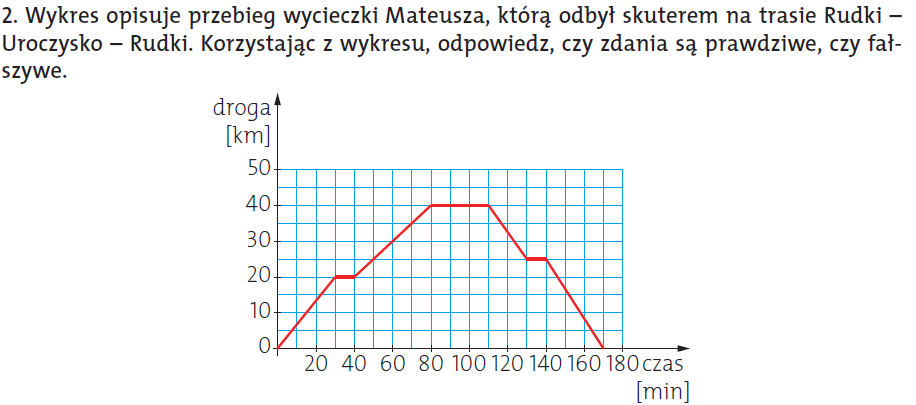 2. Wykres opisuje przebieg wycieczki Mateusza, którą odbył skuterem na trasie Rudki –
Uroczysko – Rudki. Korzystając z wykresu, odpowiedz, czy zdania są prawdziwe, czy fał-
szywe.
droga
[km]
50
40
30
20
10
0
20 40 60 80 100 120 140 160 180 czas
[min]